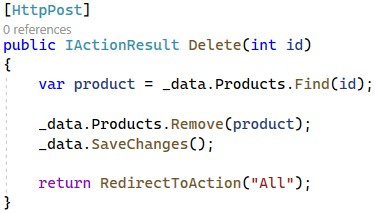 [HttpPost]
0 references
public IActionResult Delete(int id)
{
    var product = _data.Products.Find(id);

    _data.Products.Remove(product);
    _data.SaveChanges();

    return RedirectToAction("All");
}